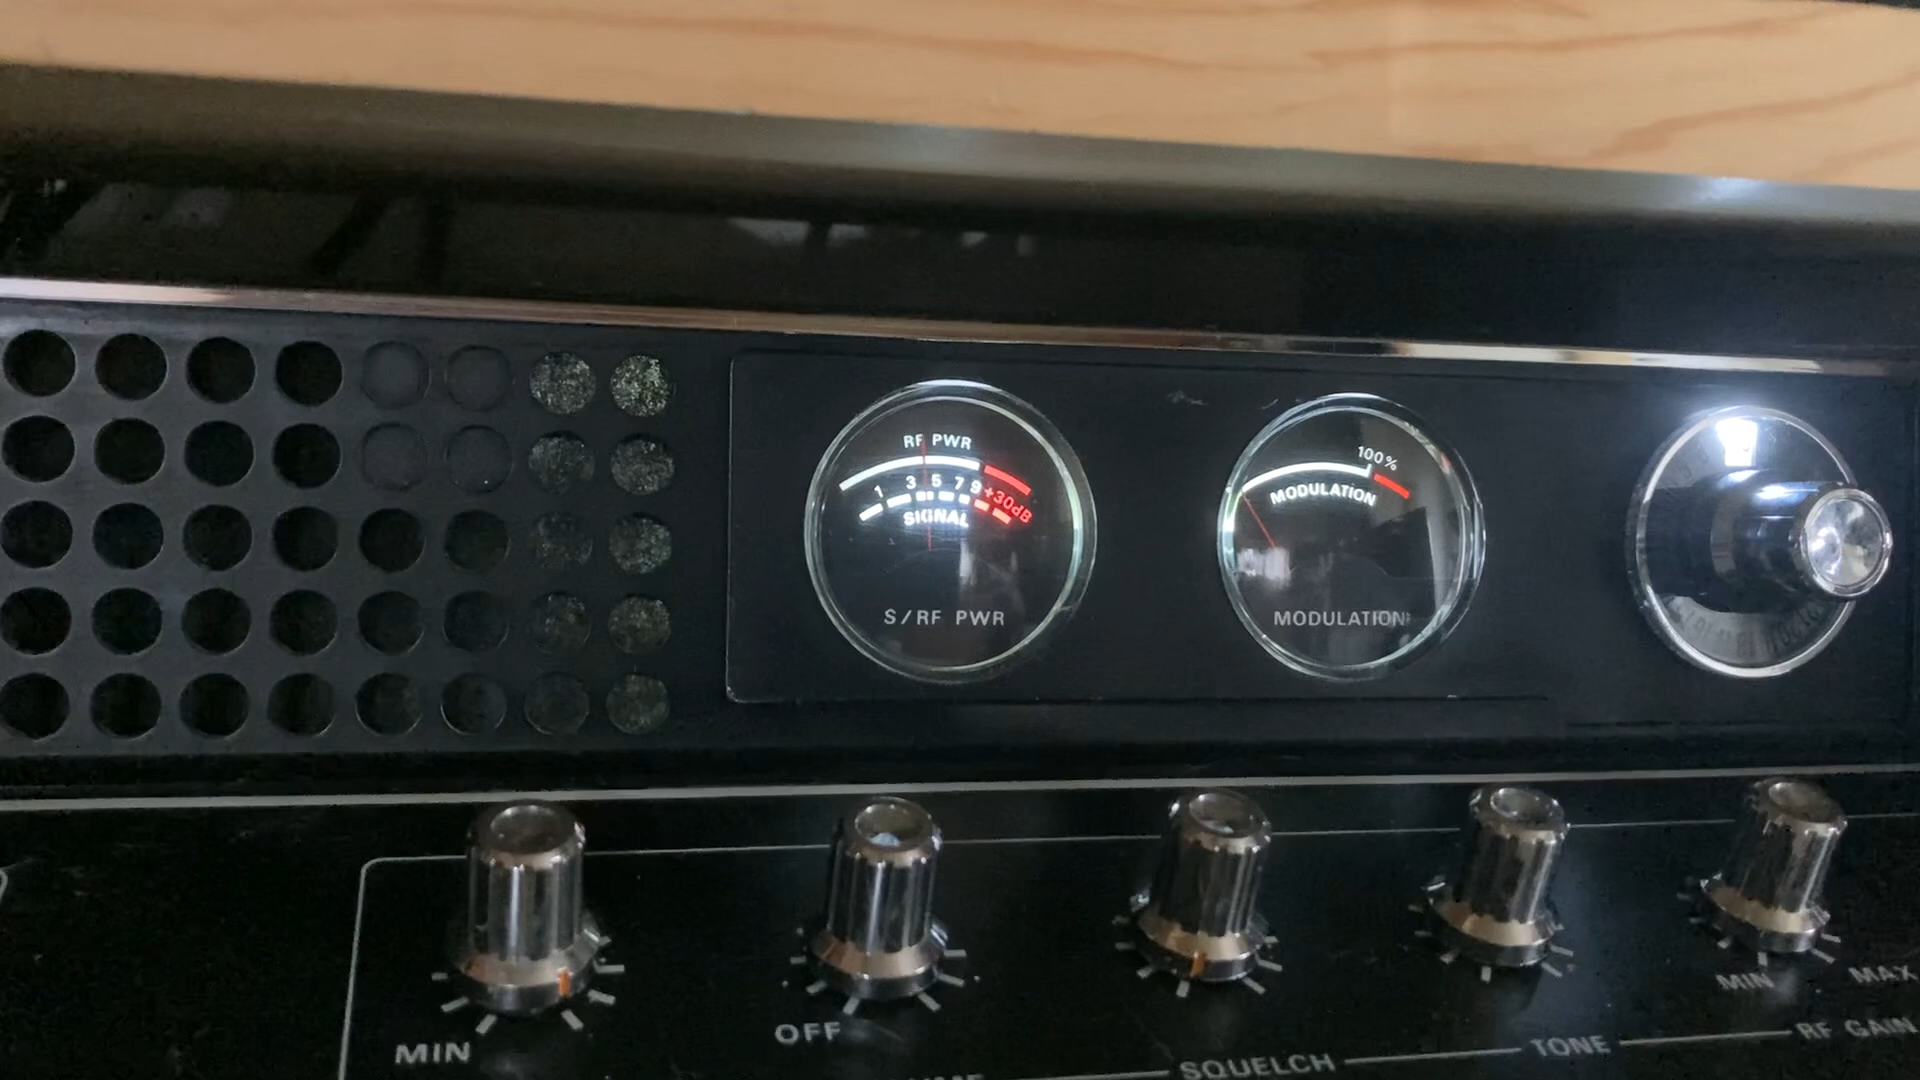 RF PWR
1 3 5 7 9 +30dB
SIGNAL
S/RF PWR
100%
MODULATION
MODULATION
MIN
OFF
SQUELCH
TONE
MIN
MAX
RF GAIN